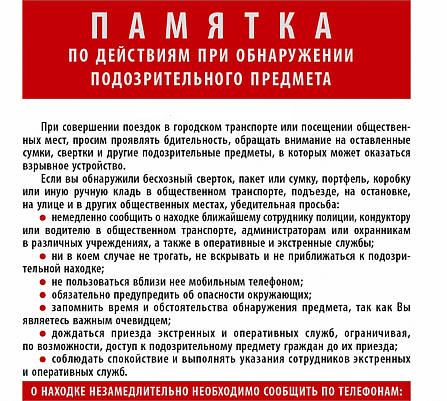 ПАМЯТКА
ПО ДЕЙСТВИЯМ ПРИ ОБНАРУЖЕНИИ
ПОДОЗРИТЕЛЬНОГО ПРЕДМЕТА
При совершении поездок в городском транспорте или посещении обществен-
ных мест, просим проявлять бдительность, обращать внимание на оставленные
сумки, свертки и другие подозрительные предметы, в которых может оказаться
взрывное устройство.
Если вы обнаружили бесхозный сверток, пакет или сумку, портфель, коробку
или иную ручную кладь в общественном транспорте, подъезде, на остановке,
на улице и в других общественных местах, убедительная просьба:
● немедленно сообщить о находке ближайшему сотруднику полиции, кондуктору
или водителю в общественном транспорте, администраторам или охранникам
в различных учреждениях, а также в оперативные и экстренные службы;
● ни в коем случае не трогать, не вскрывать и не приближаться к подозри-
тельной находке;
● не пользоваться вблизи нее мобильным телефоном;
● обязательно предупредить об опасности окружающих;
● запомнить время и обстоятельства обнаружения предмета, так как Вы
являетесь важным очевидцем;
● дождаться приезда экстренных и оперативных служб, ограничивая,
по возможности, доступ к подозрительному предмету граждан до их приезда;
● соблюдать спокойствие и выполнять указания сотрудников экстренных
и оперативных служб.
О НАХОДКЕ НЕЗАМЕДЛИТЕЛЬНО НЕОБХОДИМО СООБЩИТЬ ПО ТЕЛЕФОНАМ: